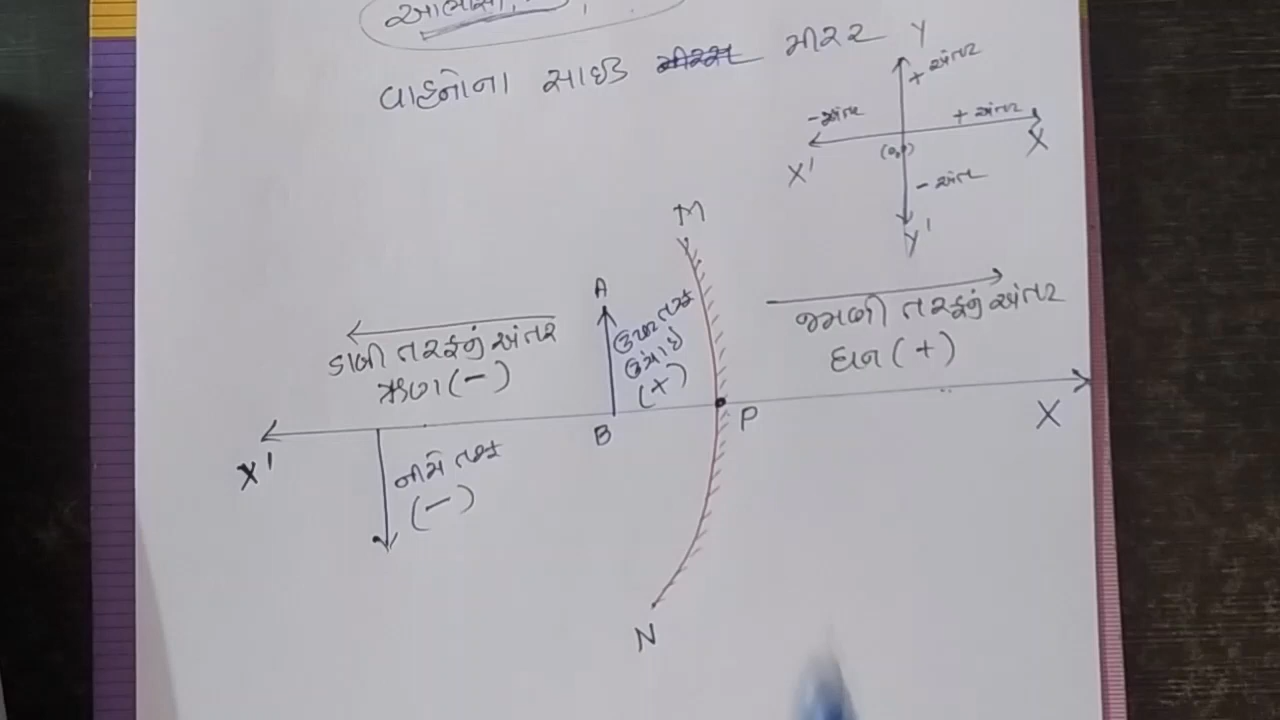 વાહનોના સાઇડ મીરર
Y
+ અંતર
- અંતર
+ અંતર
X'
(0,0)
X
- અંતર
Y'
M
A
ઉપર તરફ
ઉંચાઇ
(+)
જમણી તરફનું અંતર
ધન (+)
ડાબી તરફનું અંતર
ઋણ (-)
X'
B
P
X
નીચે તરફ
(-)
N